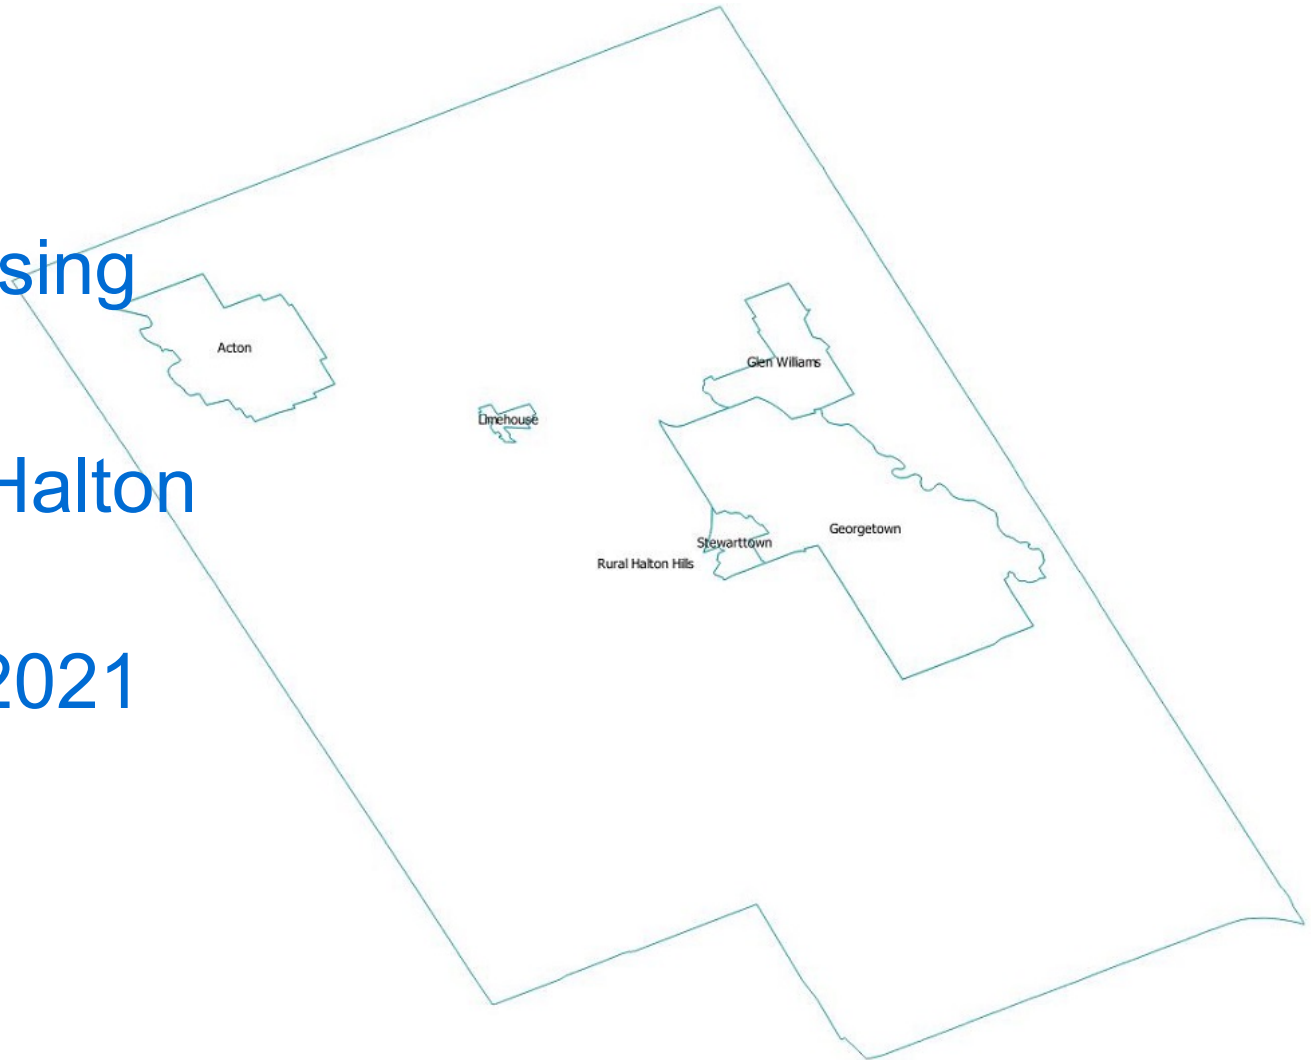 sing
Acton
Glen Williams
Limehouse
Halton
Georgetown
Stewarttown
Rural Halton Hills
2021